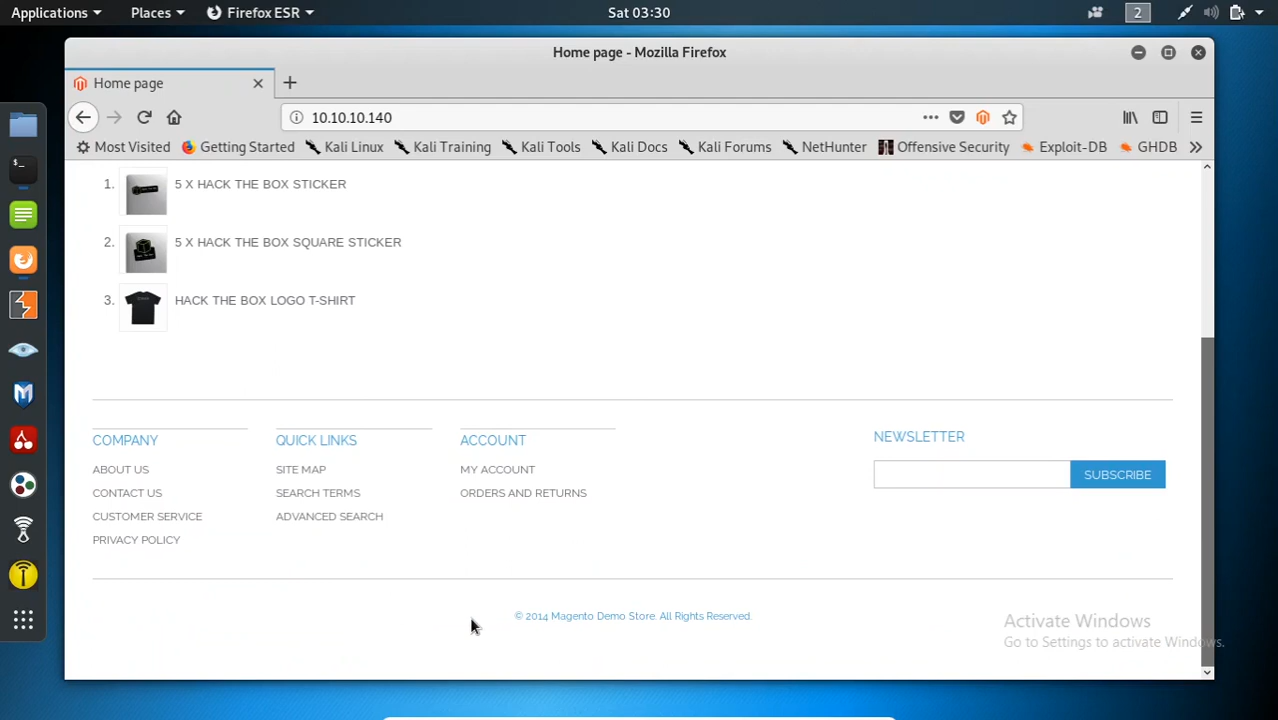 Applications Places Firefox ESR Sat 03:30 2
Home page - Mozilla Firefox
Home page
10.10.10.140
Most Visited Getting Started Kali Linux Kali Training Kali Tools Kali Docs Kali Forums NetHunter Offensive Security Exploit-DB GHDB
1. 5 X HACK THE BOX STICKER
2. 5 X HACK THE BOX SQUARE STICKER
3. HACK THE BOX LOGO T-SHIRT
COMPANY
ABOUT US
CONTACT US
CUSTOMER SERVICE
PRIVACY POLICY
QUICK LINKS
SITE MAP
SEARCH TERMS
ADVANCED SEARCH
ACCOUNT
MY ACCOUNT
ORDERS AND RETURNS
NEWSLETTER
SUBSCRIBE
© 2014 Magento Demo Store. All Rights Reserved.
Activate Windows
Go to Settings to activate Windows.